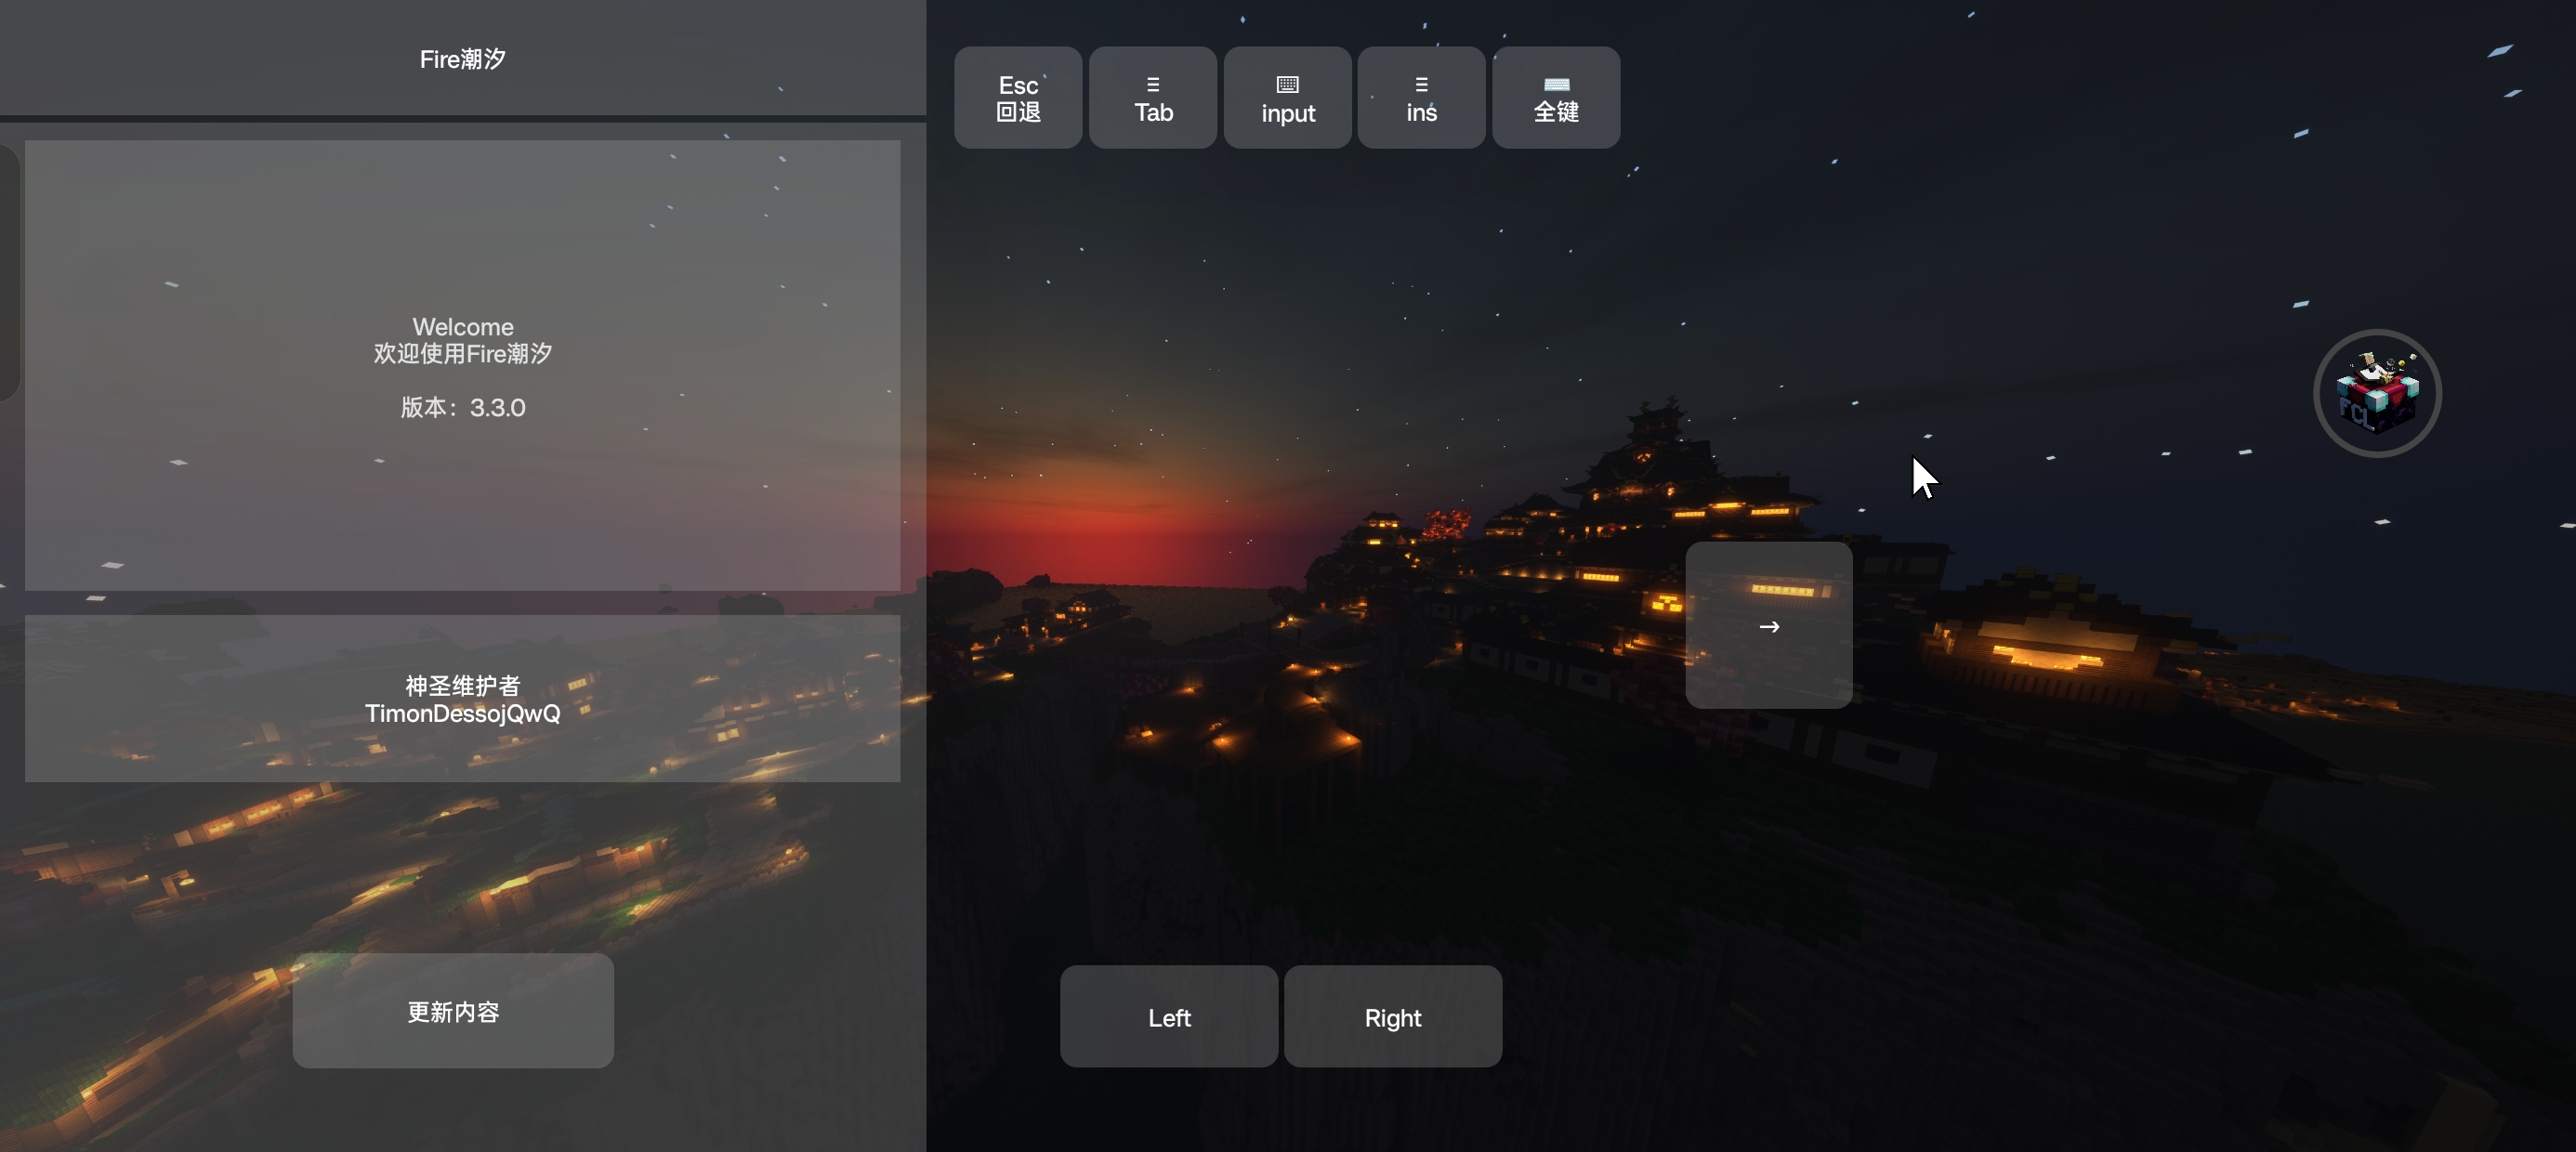 Fire潮汐
Esc
回退
Tab
input
ins
全键
Welcome
欢迎使用Fire潮汐
版本：3.3.0
FCL
→
神圣维护者
TimonDessojQwQ
更新内容
Left
Right